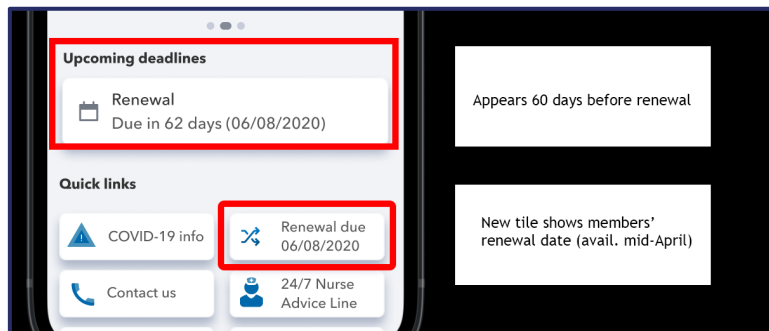 Upcoming deadlines
Renewal
Due in 62 days (06/08/2020)
Appears 60 days before renewal
Quick links
COVID-19 info
Renewal due
06/08/2020
Contact us
24/7 Nurse
Advice Line
New tile shows members’
renewal date (avail. mid-April)